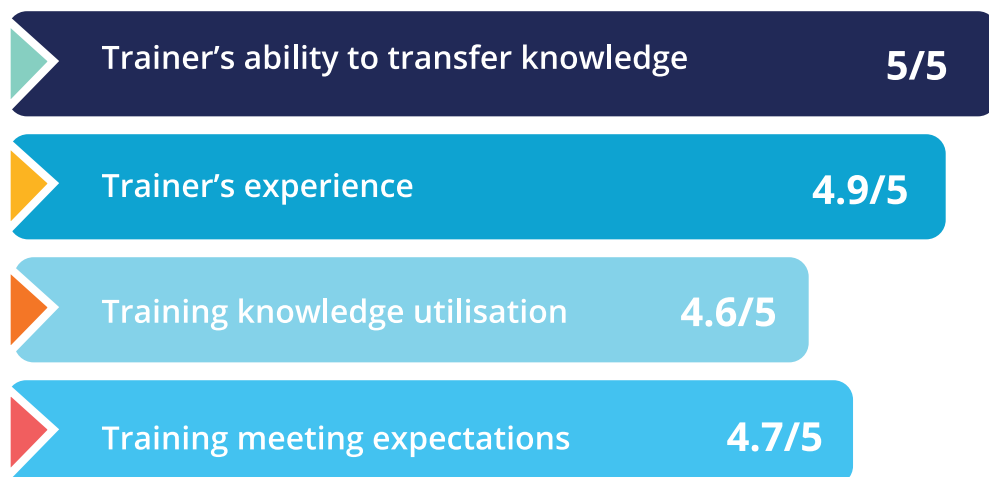 Trainer’s ability to transfer knowledge 5/5
Trainer’s experience 4.9/5
Training knowledge utilisation 4.6/5
Training meeting expectations 4.7/5